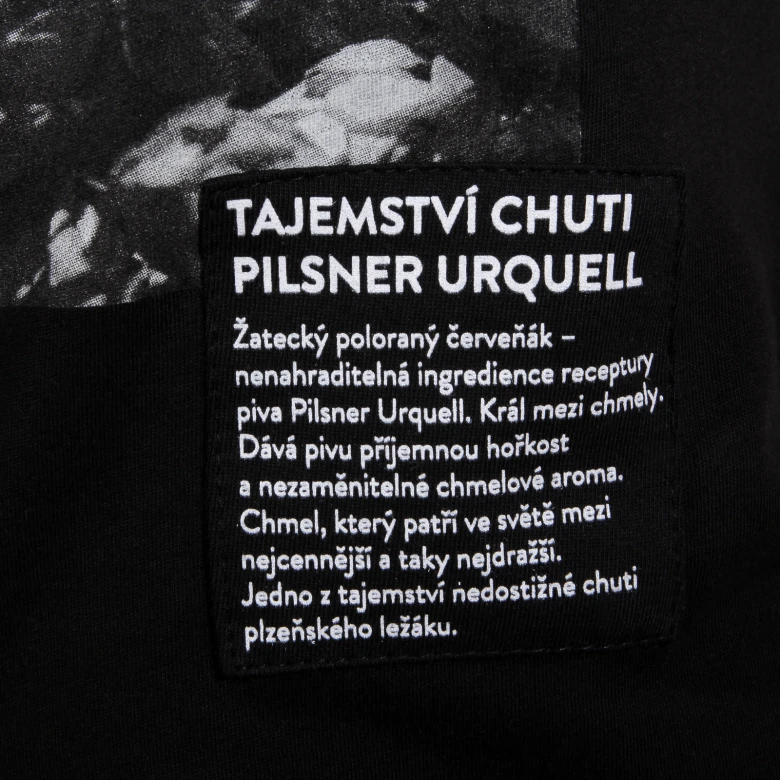 TAJEMSTVÍ CHUTI
PILSNER URQUELL
Žatecký poloraný červeňák –
nenahraditelná ingredience receptury
piva Pilsner Urquell. Král mezi chmely.
Dává pivu příjemnou hořkost
a nezaměnitelné chmelové aroma.
Chmel, který patří ve světě mezi
nejcennější a taky nejdražší.
Jedno z tajemství nedostižné chuti
plzeňského ležáku.